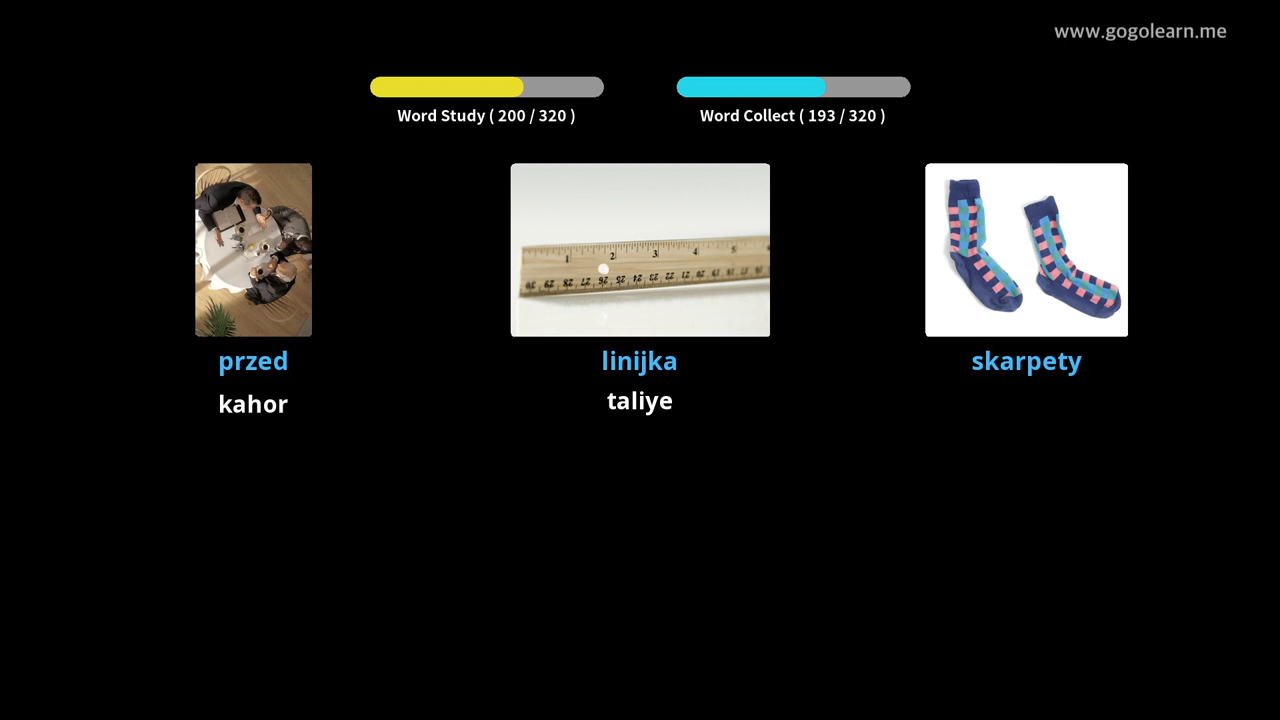 www.gogolearn.me
Word Study ( 200 / 320 )
Word Collect ( 193 / 320 )
przed
linijka
skarpety
kahor
taliye